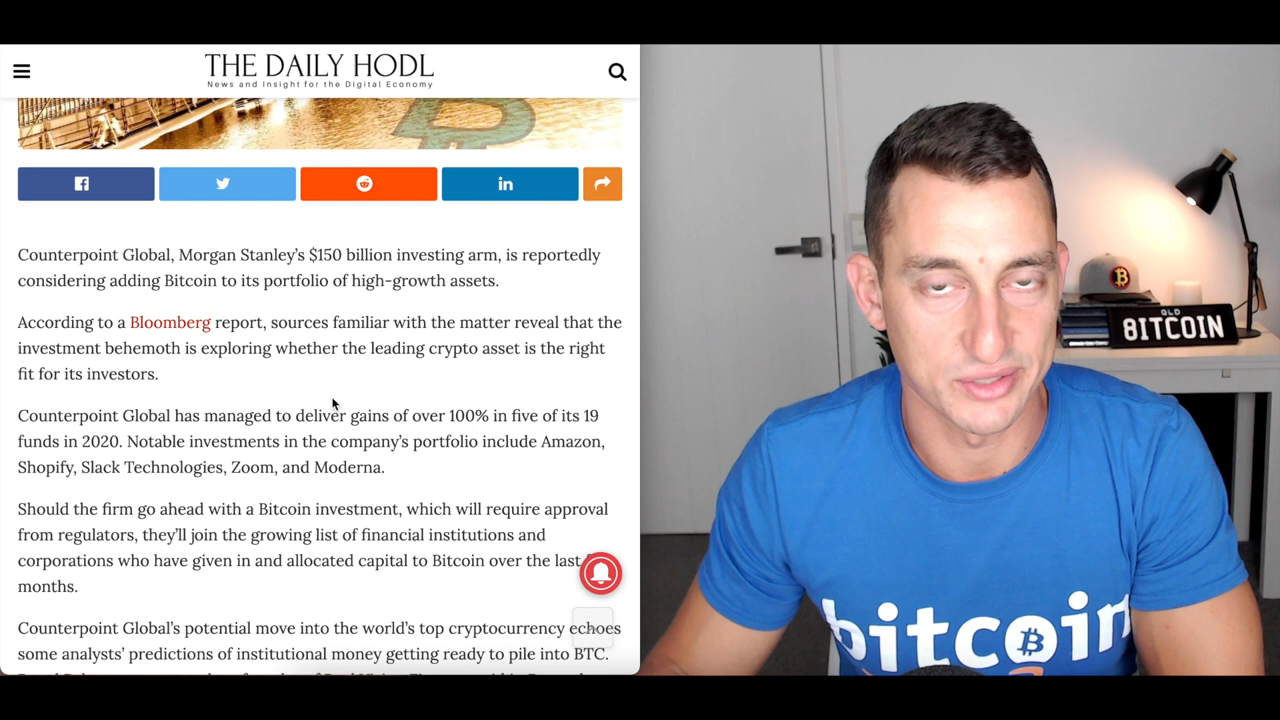 THE DAILY HODL
News and Insight for the Digital Economy
Counterpoint Global, Morgan Stanley’s $150 billion investing arm, is reportedly
considering adding Bitcoin to its portfolio of high-growth assets.
According to a Bloomberg report, sources familiar with the matter reveal that the
investment behemoth is exploring whether the leading crypto asset is the right
fit for its investors.
Counterpoint Global has managed to deliver gains of over 100% in five of its 19
funds in 2020. Notable investments in the company’s portfolio include Amazon,
Shopify, Slack Technologies, Zoom, and Moderna.
Should the firm go ahead with a Bitcoin investment, which will require approval
from regulators, they’ll join the growing list of financial institutions and
corporations who have given in and allocated capital to Bitcoin over the last
months.
Counterpoint Global’s potential move into the world’s top cryptocurrency echoes
some analysts’ predictions of institutional money getting ready to pile into BTC.
QLD
8ITCOIN
bitcoin